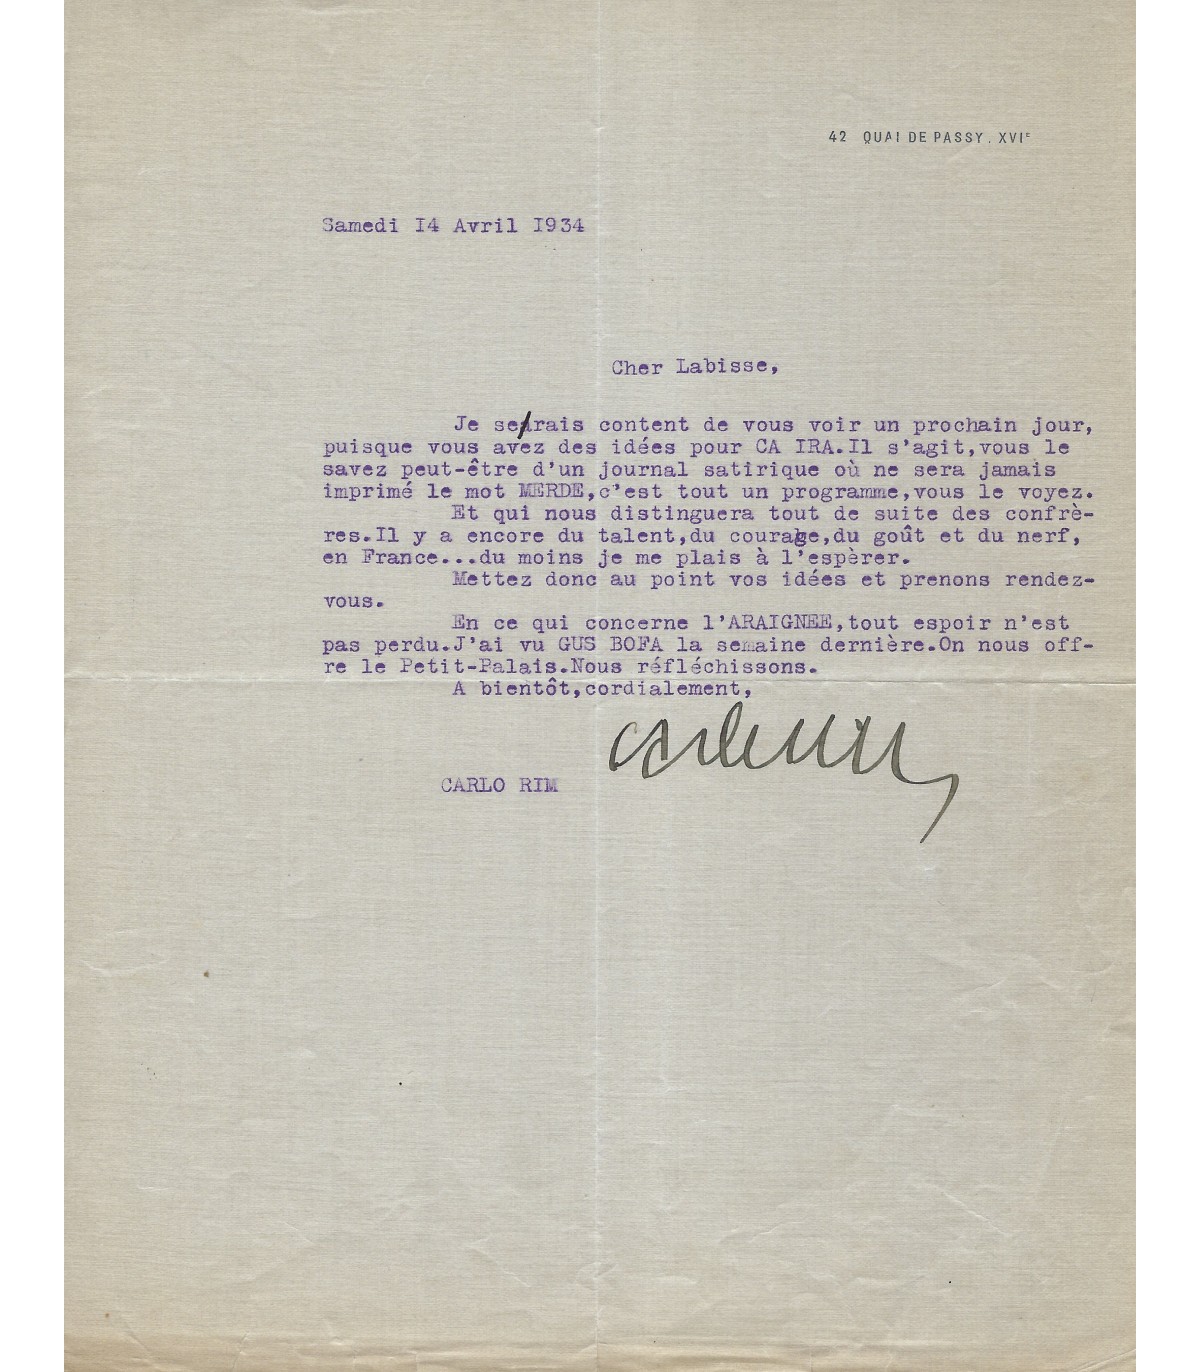 42 QUAI DE PASSY. XVIᴱ
Samedi I4 Avril I934
Cher Labisse,
Je serais content de vous voir un prochain jour,
puisque vous avez des idées pour CA IRA.Il s'agit,vous le
savez peut-être d'un journal satirique où ne sera jamais
imprimé le mot MERDE,c'est tout un programme,vous le voyez.
Et qui nous distinguera tout de suite des confrè-
res.Il y a encore du talent,du courage,du goût et du nerf,
en France...du moins je me plais à l'espèrer.
Mettez donc au point vos idées et prenons rendez-
vous.
En ce qui concerne l'ARAIGNEE,tout espoir n'est
pas perdu.J'ai vu GUS BOFA la semaine dernière.On nous off-
re le Petit-Palais.Nous réfléchissons.
A bientôt,cordialement,
carlo rim
CARLO RIM